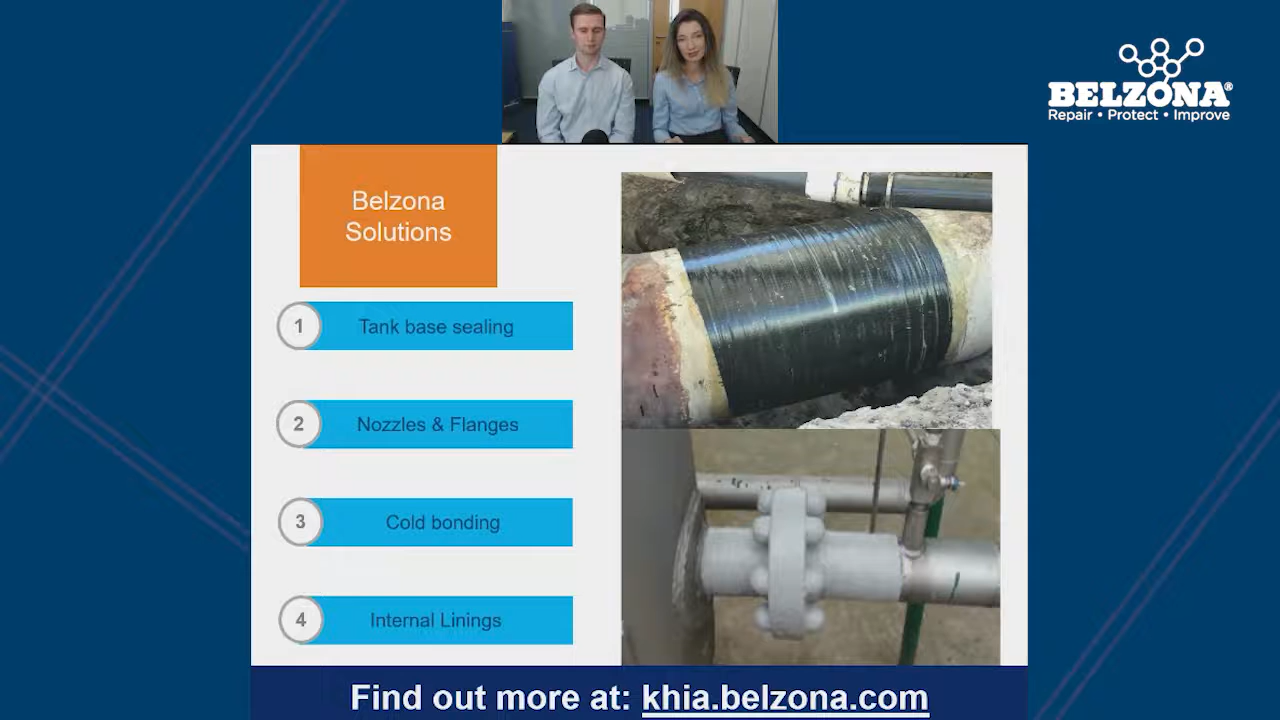 BELZONA®
Repair • Protect • Improve
Belzona
Solutions
1 Tank base sealing
2 Nozzles & Flanges
3 Cold bonding
4 Internal Linings
Find out more at: khia.belzona.com